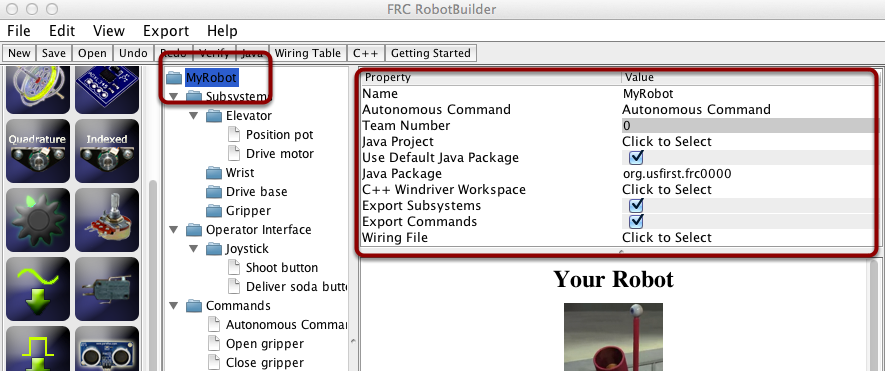 FRC RobotBuilder
File Edit View Export Help
New Save Open Undo Redo Verify Java Wiring Table C++ Getting Started
Quadrature Indexed
MyRobot
Subsystems
Elevator
Position pot
Drive motor
Wrist
Drive base
Gripper
Operator Interface
Joystick
Shoot button
Deliver soda butto
Commands
Autonomous Comman
Open gripper
Close gripper
Property Value
Name MyRobot
Autonomous Command Autonomous Command
Team Number 0
Java Project Click to Select
Use Default Java Package
Java Package org.usfirst.frc0000
C++ Windriver Workspace Click to Select
Export Subsystems
Export Commands
Wiring File Click to Select
Your Robot